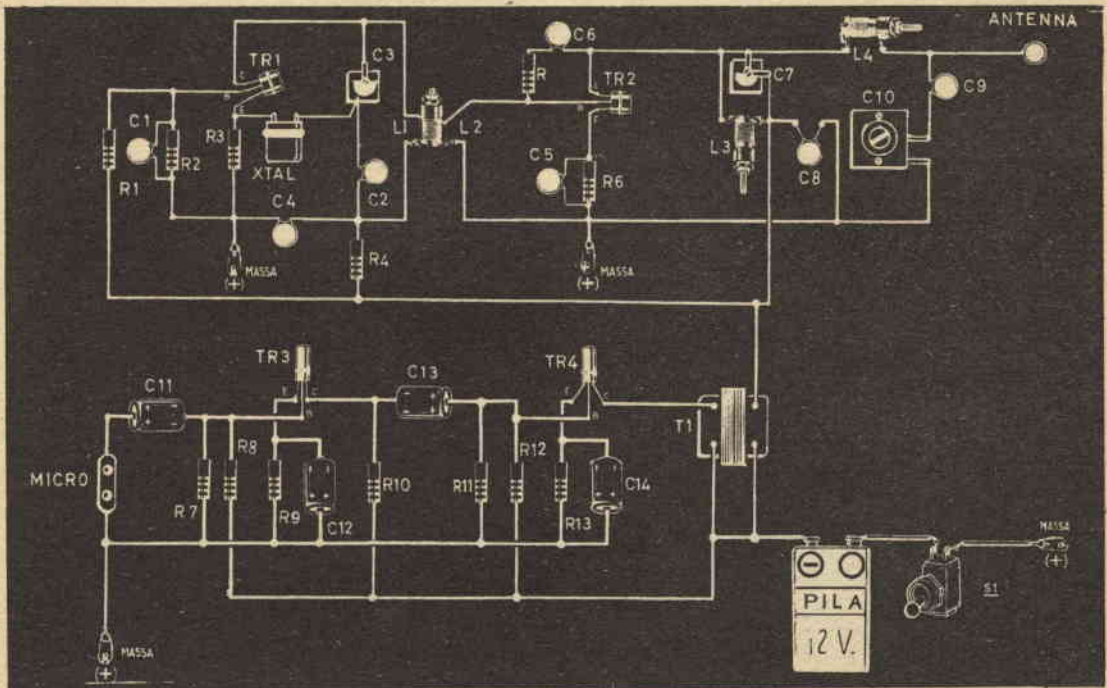 ANTENNA
C6
C3
TR1
R
TR2
L4
C7
C9
C10
C1
R3
L1
L2
R2
XTAL
C5
R6
L3
C8
R1
C4
C2
MASSA
(+)
R4
MASSA
(+)
TR3
TR4
C11
C13
E
C
B
E
C
B
T1
R8
R12
MICRO
R7
R9
C12
R10
R11
R13
C14
MASSA
(+)
S1
PILA
12 V.
MASSA
(+)